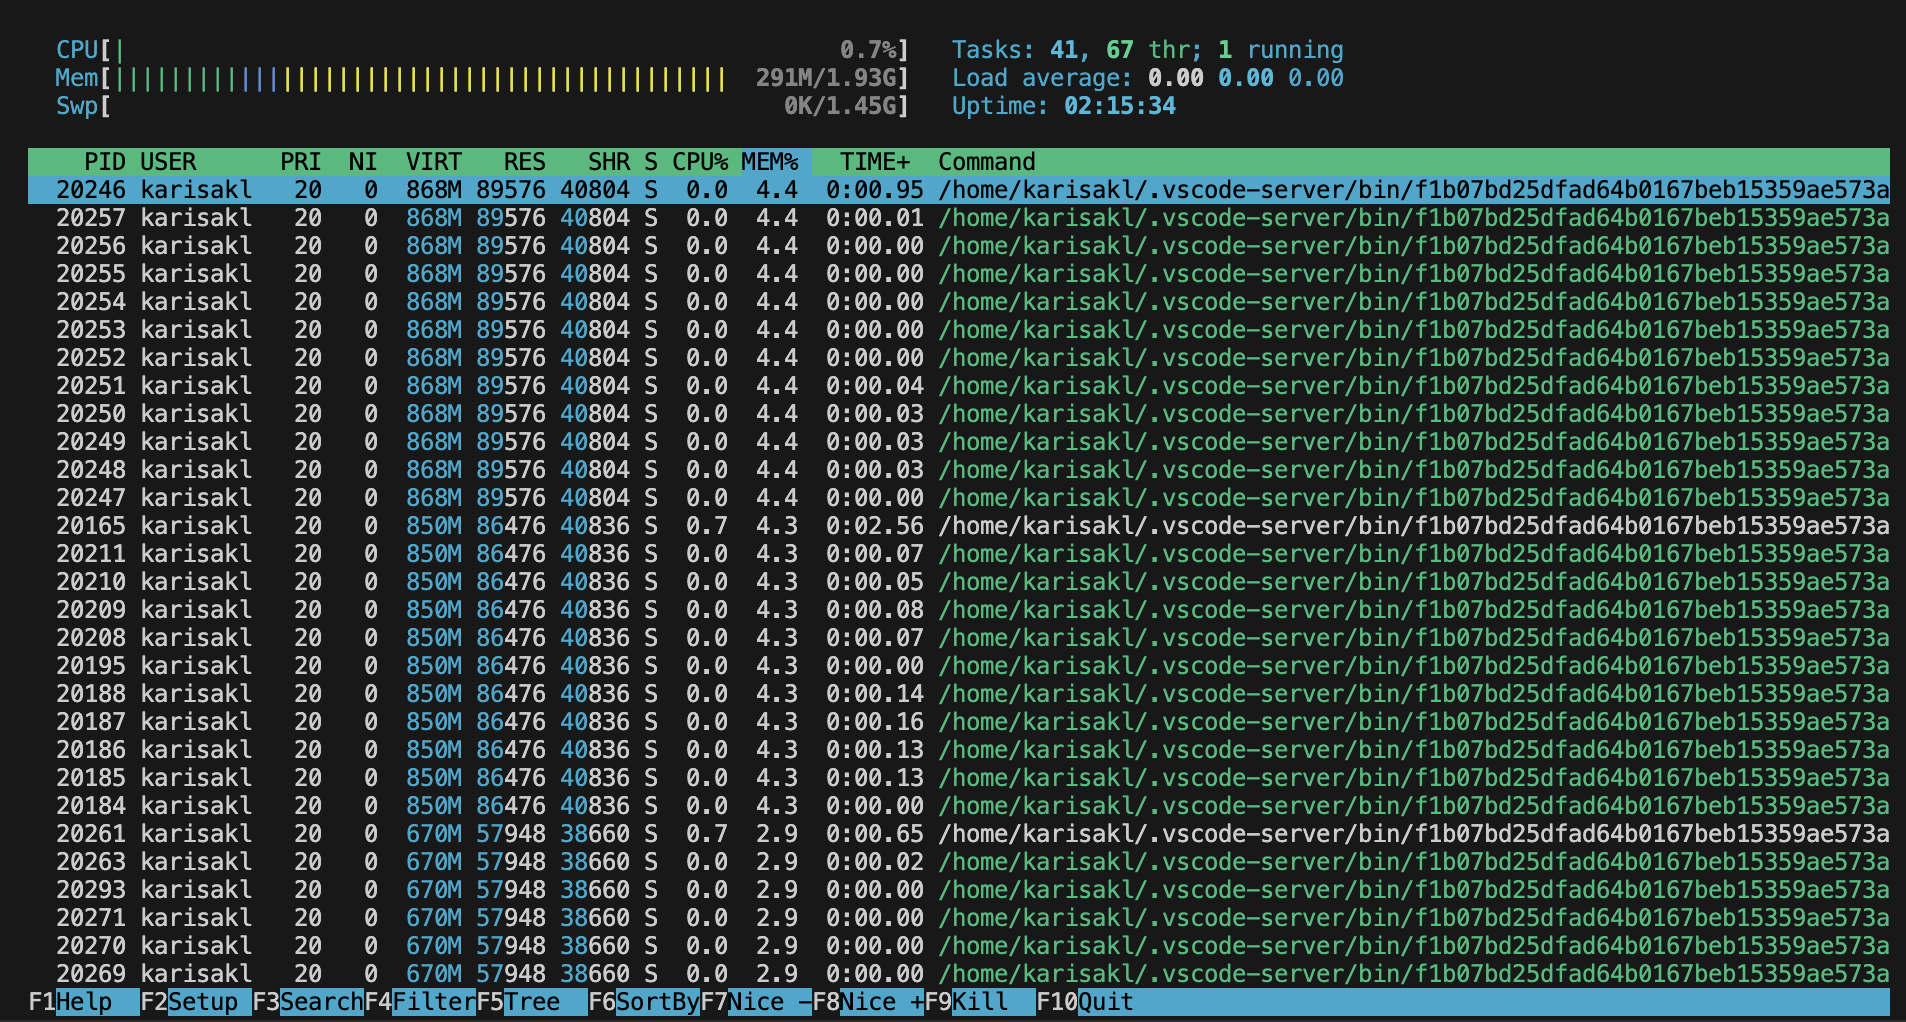 CPU[| 0.7%] Tasks: 41, 67 thr; 1 running
Mem[|||||||||||||||||||||||||||||||||||||||||||| 291M/1.93G] Load average: 0.00 0.00 0.00
Swp[ 0K/1.45G] Uptime: 02:15:34
PID USER PRI NI VIRT RES SHR S CPU% MEM% TIME+ Command
20246 karisakl 20 0 868M 89576 40804 S 0.0 4.4 0:00.95 /home/karisakl/.vscode-server/bin/f1b07bd25dfad64b0167beb15359ae573a
20257 karisakl 20 0 868M 89576 40804 S 0.0 4.4 0:00.01 /home/karisakl/.vscode-server/bin/f1b07bd25dfad64b0167beb15359ae573a
20256 karisakl 20 0 868M 89576 40804 S 0.0 4.4 0:00.00 /home/karisakl/.vscode-server/bin/f1b07bd25dfad64b0167beb15359ae573a
20255 karisakl 20 0 868M 89576 40804 S 0.0 4.4 0:00.00 /home/karisakl/.vscode-server/bin/f1b07bd25dfad64b0167beb15359ae573a
20254 karisakl 20 0 868M 89576 40804 S 0.0 4.4 0:00.00 /home/karisakl/.vscode-server/bin/f1b07bd25dfad64b0167beb15359ae573a
20253 karisakl 20 0 868M 89576 40804 S 0.0 4.4 0:00.00 /home/karisakl/.vscode-server/bin/f1b07bd25dfad64b0167beb15359ae573a
20252 karisakl 20 0 868M 89576 40804 S 0.0 4.4 0:00.00 /home/karisakl/.vscode-server/bin/f1b07bd25dfad64b0167beb15359ae573a
20251 karisakl 20 0 868M 89576 40804 S 0.0 4.4 0:00.04 /home/karisakl/.vscode-server/bin/f1b07bd25dfad64b0167beb15359ae573a
20250 karisakl 20 0 868M 89576 40804 S 0.0 4.4 0:00.03 /home/karisakl/.vscode-server/bin/f1b07bd25dfad64b0167beb15359ae573a
20249 karisakl 20 0 868M 89576 40804 S 0.0 4.4 0:00.03 /home/karisakl/.vscode-server/bin/f1b07bd25dfad64b0167beb15359ae573a
20248 karisakl 20 0 868M 89576 40804 S 0.0 4.4 0:00.03 /home/karisakl/.vscode-server/bin/f1b07bd25dfad64b0167beb15359ae573a
20247 karisakl 20 0 868M 89576 40804 S 0.0 4.4 0:00.00 /home/karisakl/.vscode-server/bin/f1b07bd25dfad64b0167beb15359ae573a
20165 karisakl 20 0 850M 86476 40836 S 0.7 4.3 0:02.56 /home/karisakl/.vscode-server/bin/f1b07bd25dfad64b0167beb15359ae573a
20211 karisakl 20 0 850M 86476 40836 S 0.0 4.3 0:00.07 /home/karisakl/.vscode-server/bin/f1b07bd25dfad64b0167beb15359ae573a
20210 karisakl 20 0 850M 86476 40836 S 0.0 4.3 0:00.05 /home/karisakl/.vscode-server/bin/f1b07bd25dfad64b0167beb15359ae573a
20209 karisakl 20 0 850M 86476 40836 S 0.0 4.3 0:00.08 /home/karisakl/.vscode-server/bin/f1b07bd25dfad64b0167beb15359ae573a
20208 karisakl 20 0 850M 86476 40836 S 0.0 4.3 0:00.07 /home/karisakl/.vscode-server/bin/f1b07bd25dfad64b0167beb15359ae573a
20195 karisakl 20 0 850M 86476 40836 S 0.0 4.3 0:00.00 /home/karisakl/.vscode-server/bin/f1b07bd25dfad64b0167beb15359ae573a
20188 karisakl 20 0 850M 86476 40836 S 0.0 4.3 0:00.14 /home/karisakl/.vscode-server/bin/f1b07bd25dfad64b0167beb15359ae573a
20187 karisakl 20 0 850M 86476 40836 S 0.0 4.3 0:00.16 /home/karisakl/.vscode-server/bin/f1b07bd25dfad64b0167beb15359ae573a
20186 karisakl 20 0 850M 86476 40836 S 0.0 4.3 0:00.13 /home/karisakl/.vscode-server/bin/f1b07bd25dfad64b0167beb15359ae573a
20185 karisakl 20 0 850M 86476 40836 S 0.0 4.3 0:00.13 /home/karisakl/.vscode-server/bin/f1b07bd25dfad64b0167beb15359ae573a
20184 karisakl 20 0 850M 86476 40836 S 0.0 4.3 0:00.00 /home/karisakl/.vscode-server/bin/f1b07bd25dfad64b0167beb15359ae573a
20261 karisakl 20 0 670M 57948 38660 S 0.7 2.9 0:00.65 /home/karisakl/.vscode-server/bin/f1b07bd25dfad64b0167beb15359ae573a
20263 karisakl 20 0 670M 57948 38660 S 0.0 2.9 0:00.02 /home/karisakl/.vscode-server/bin/f1b07bd25dfad64b0167beb15359ae573a
20293 karisakl 20 0 670M 57948 38660 S 0.0 2.9 0:00.00 /home/karisakl/.vscode-server/bin/f1b07bd25dfad64b0167beb15359ae573a
20271 karisakl 20 0 670M 57948 38660 S 0.0 2.9 0:00.00 /home/karisakl/.vscode-server/bin/f1b07bd25dfad64b0167beb15359ae573a
20270 karisakl 20 0 670M 57948 38660 S 0.0 2.9 0:00.00 /home/karisakl/.vscode-server/bin/f1b07bd25dfad64b0167beb15359ae573a
20269 karisakl 20 0 670M 57948 38660 S 0.0 2.9 0:00.00 /home/karisakl/.vscode-server/bin/f1b07bd25dfad64b0167beb15359ae573a
F1Help F2Setup F3SearchF4FilterF5Tree F6SortByF7Nice -F8Nice +F9Kill F10Quit